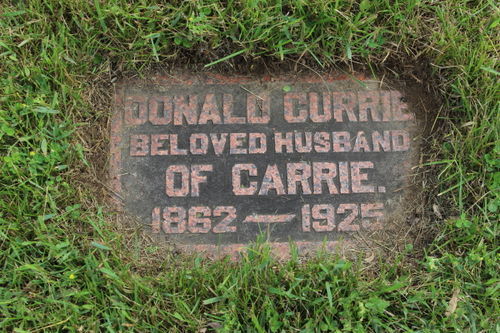 DONALD CURRIE
BELOVED HUSBAND
OF CARRIE.
1862 — 1925